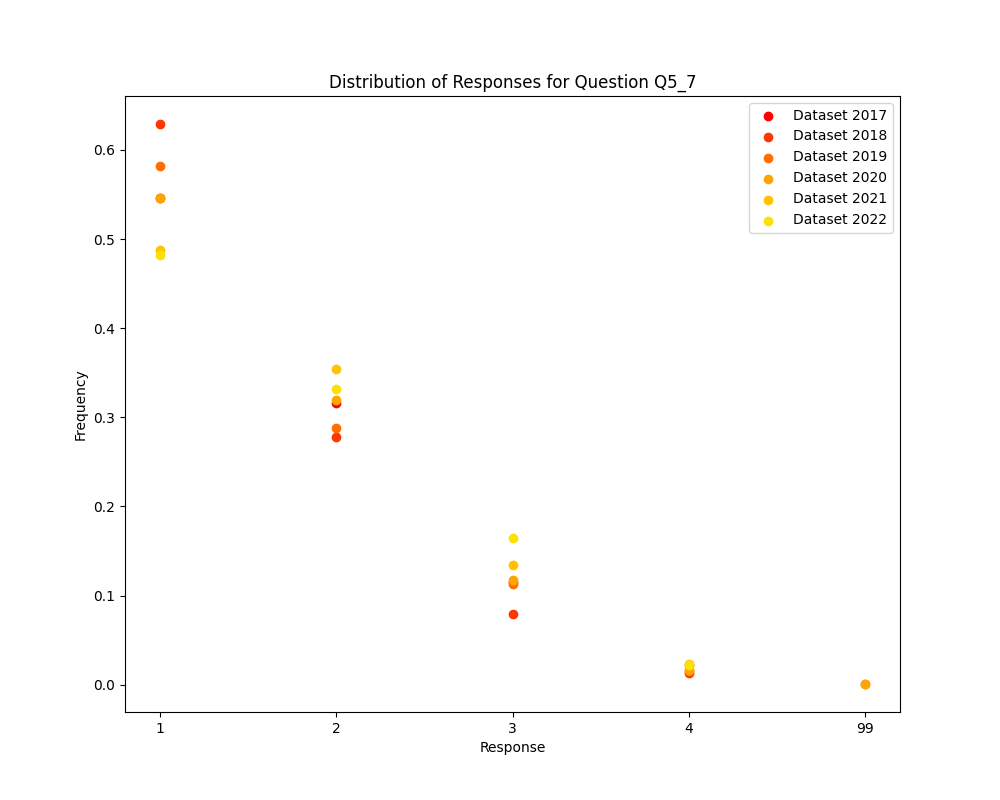 Distribution of Responses for Question Q5_7
Dataset 2017
Dataset 2018
Dataset 2019
Dataset 2020
Dataset 2021
Dataset 2022
Frequency
0.6
0.5
0.4
0.3
0.2
0.1
0.0
1 2 3 4 99
Response